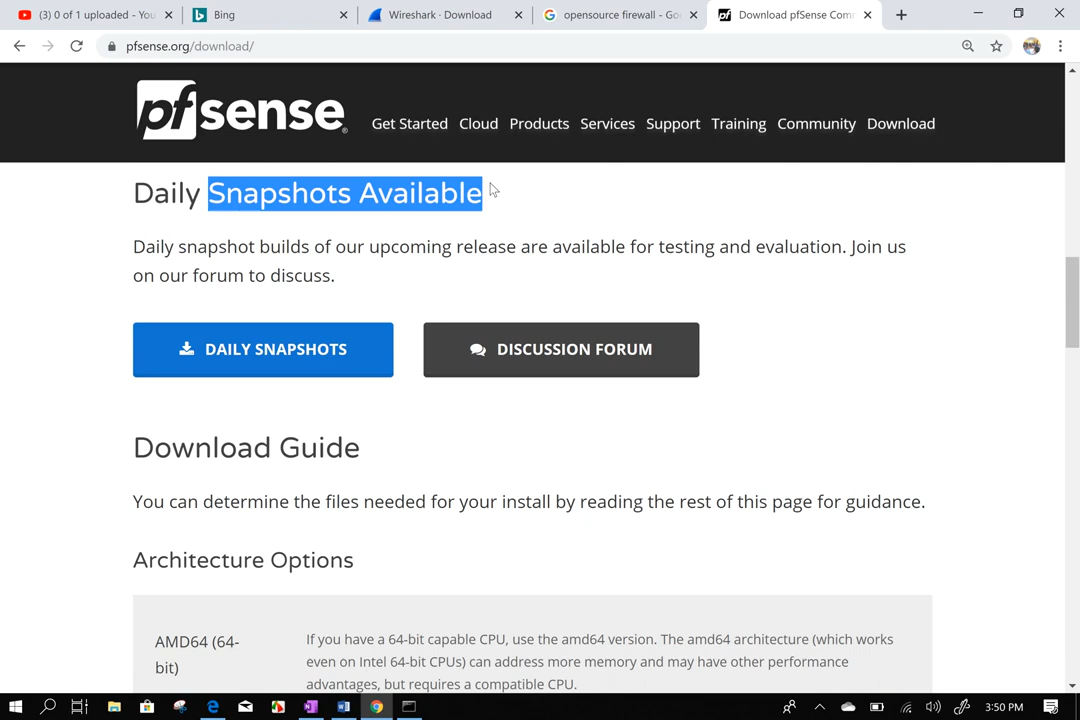 (3) 0 of 1 uploaded - You
Bing
Wireshark · Download
opensource firewall - Go
Download pfSense Com
pfsense.org/download/
pfsense
Get Started Cloud Products Services Support Training Community Download
Daily Snapshots Available
Daily snapshot builds of our upcoming release are available for testing and evaluation. Join us
on our forum to discuss.
DAILY SNAPSHOTS
DISCUSSION FORUM
Download Guide
You can determine the files needed for your install by reading the rest of this page for guidance.
Architecture Options
AMD64 (64-
bit)
If you have a 64-bit capable CPU, use the amd64 version. The amd64 architecture (which works
even on Intel 64-bit CPUs) can address more memory and may have other performance
advantages, but requires a compatible CPU.
3:50 PM